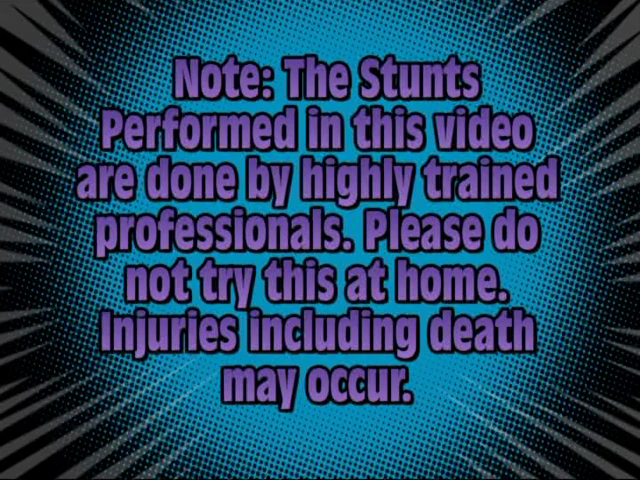 Note: The Stunts
Performed in this video
are done by highly trained
professionals. Please do
not try this at home.
Injuries including death
may occur.